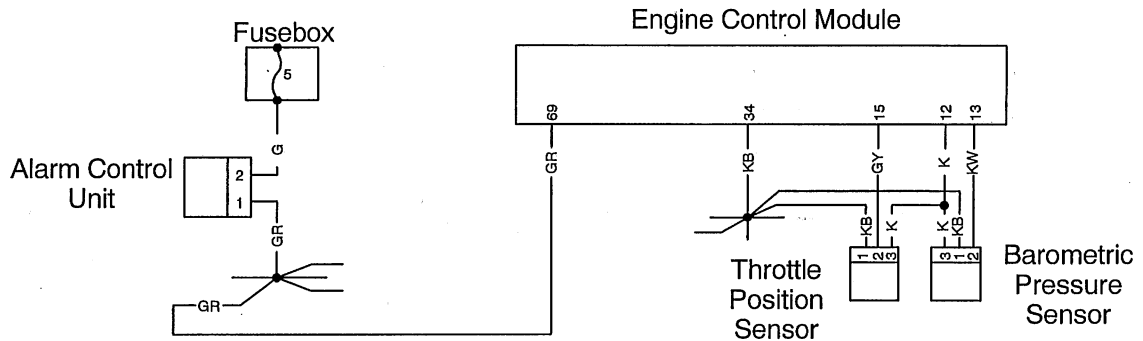 Engine Control Module
Fusebox
5
69
34
15
12
13
G
GR
KB
GY
K
KW
Alarm Control
Unit
2
1
GR
KB
K
K
KB
1 2 3
3 1 2
GR
Throttle
Position
Sensor
Barometric
Pressure
Sensor